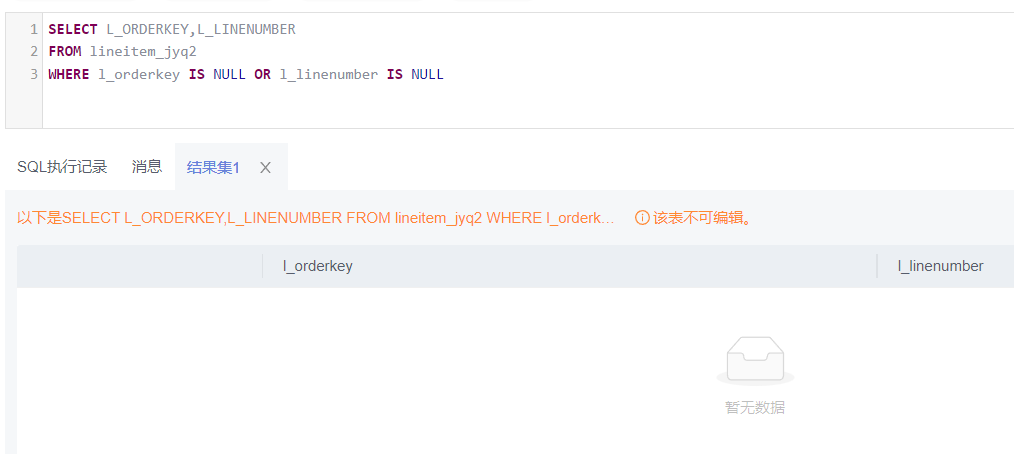 1 SELECT L_ORDERKEY,L_LINENUMBER
2 FROM lineitem_jyq2
3 WHERE l_orderkey IS NULL OR l_linenumber IS NULL
SQL执行记录 消息 结果集1 X
以下是SELECT L_ORDERKEY,L_LINENUMBER FROM lineitem_jyq2 WHERE l_orderk... 该表不可编辑。
l_orderkey l_linenumber
暂无数据